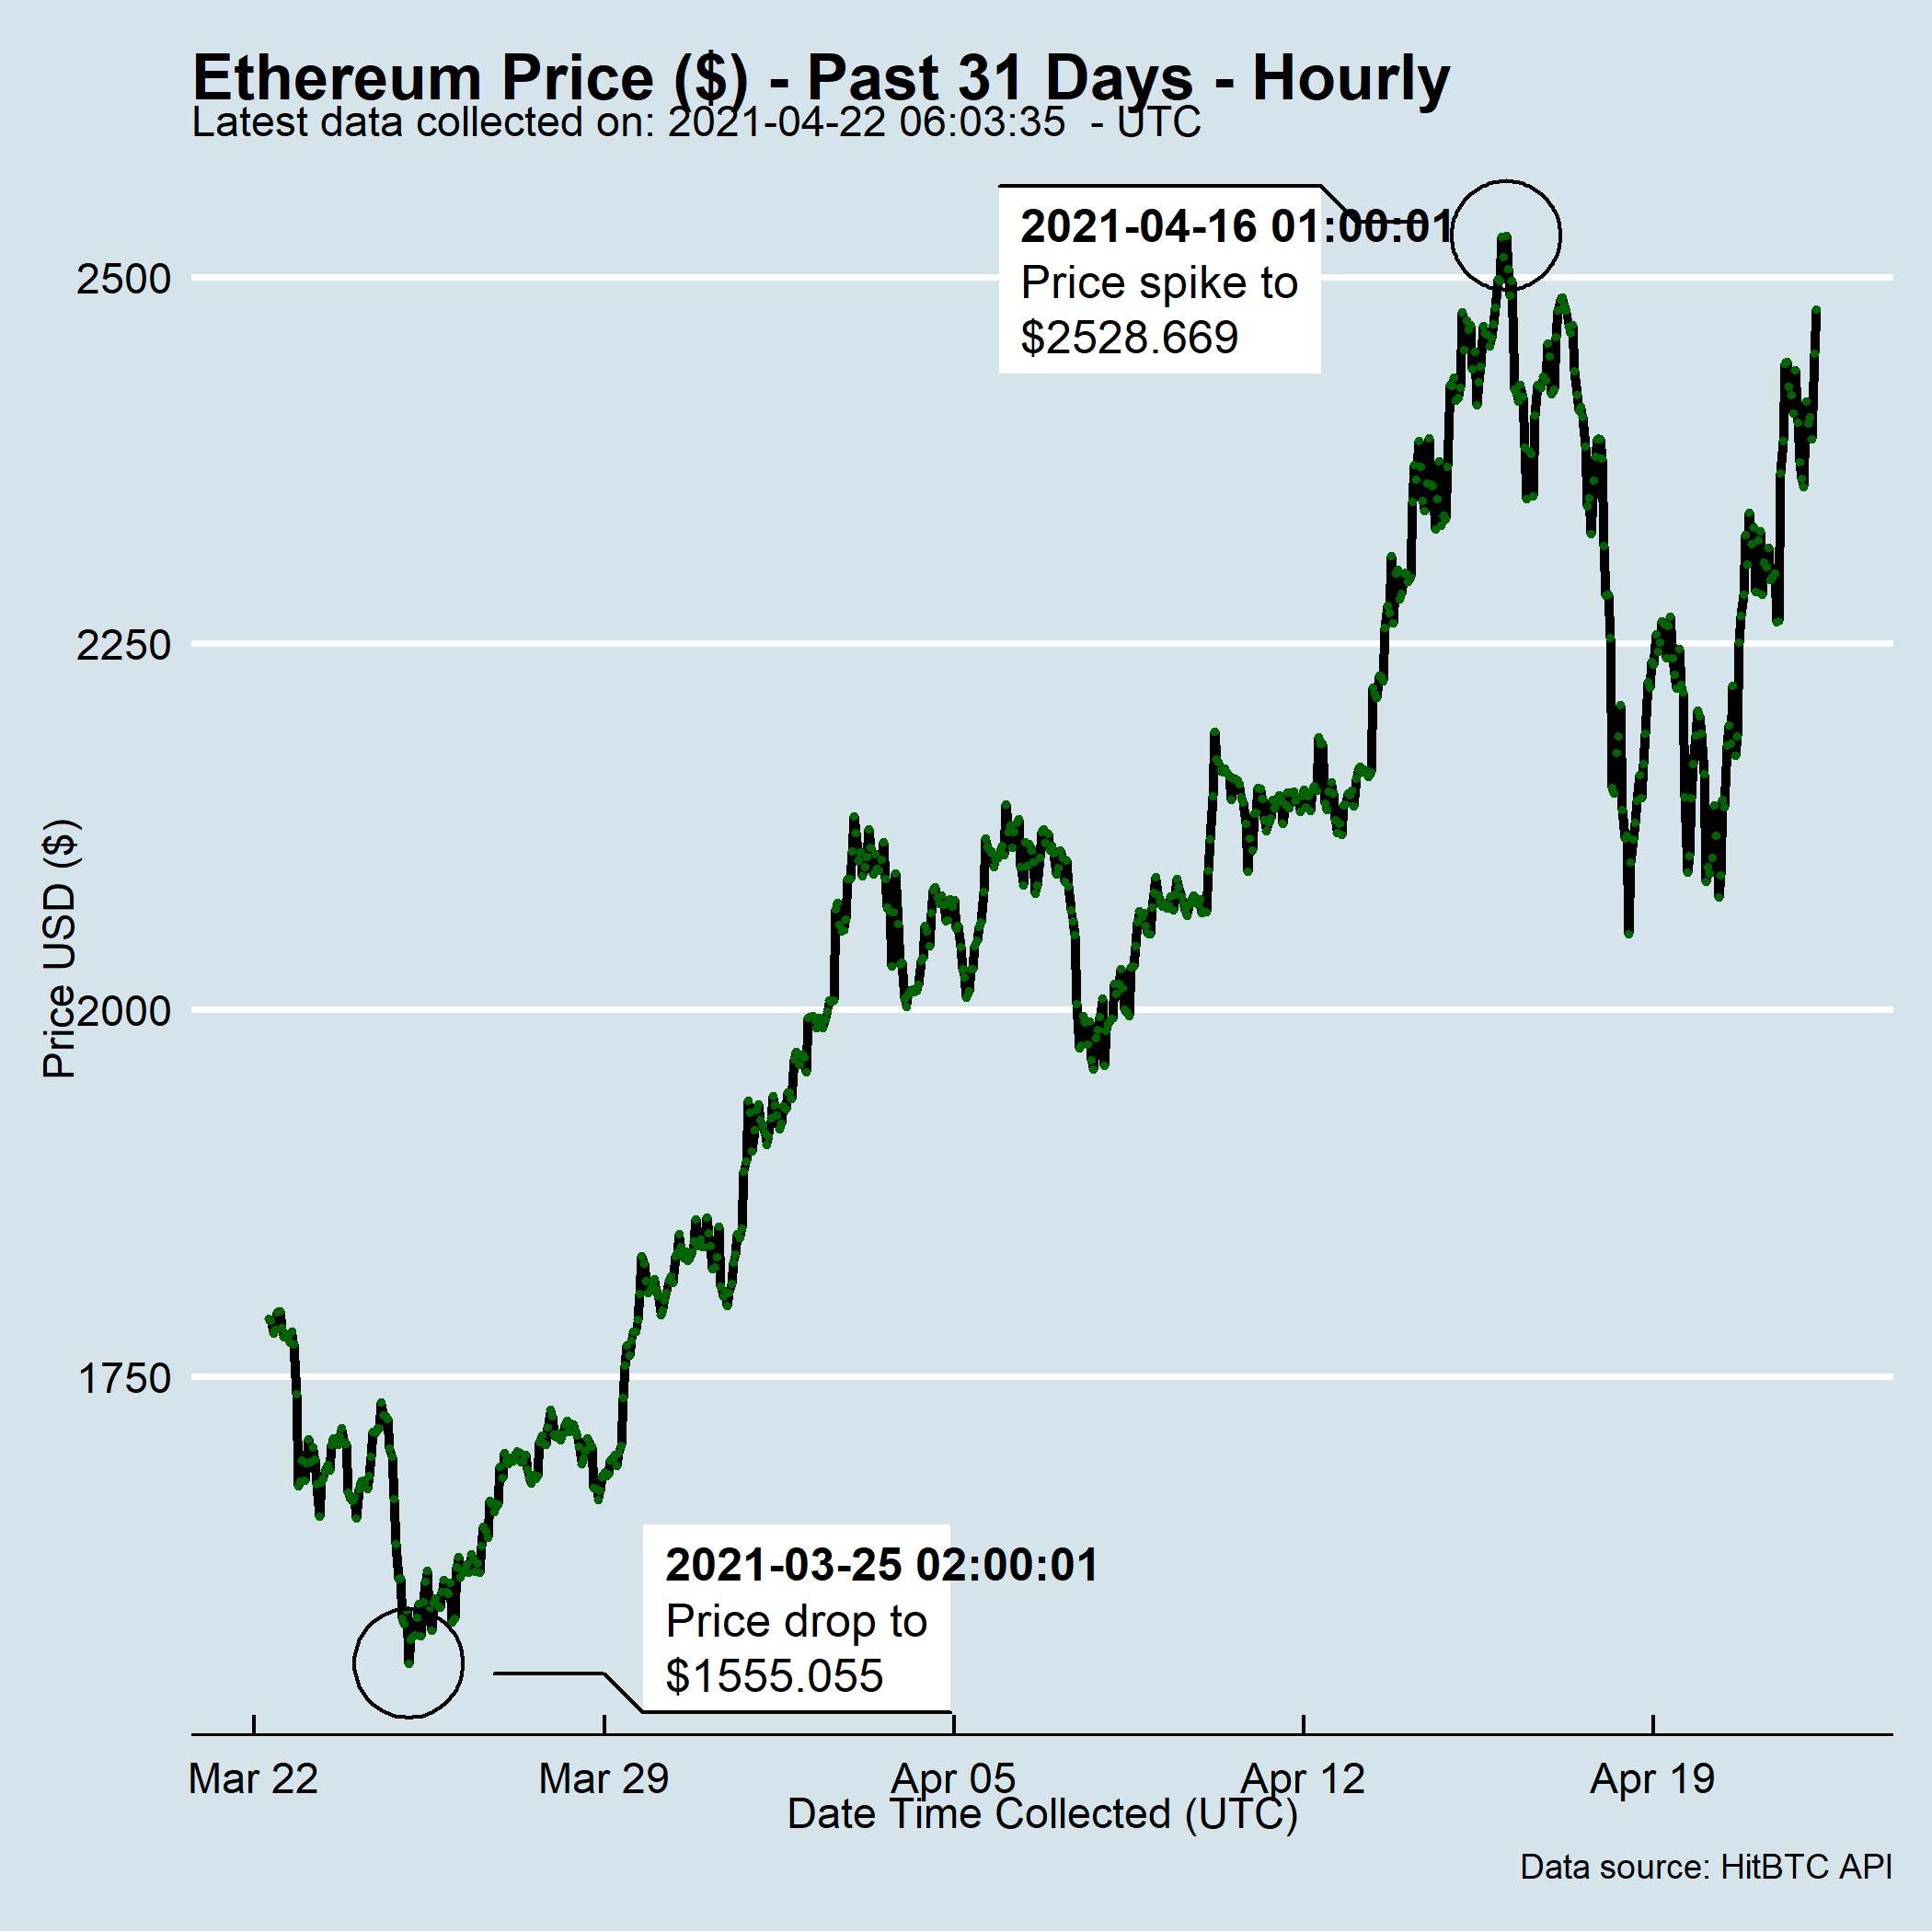 Ethereum Price ($) - Past 31 Days - Hourly
Latest data collected on: 2021-04-22 06:03:35  - UTC
2021-04-16 01:00:01
Price spike to
$2528.669
2500
2250
Price USD ($)
2000
1750
2021-03-25 02:00:01
Price drop to
$1555.055
Mar 22
Mar 29
Apr 05
Apr 12
Apr 19
Date Time Collected (UTC)
Data source: HitBTC API